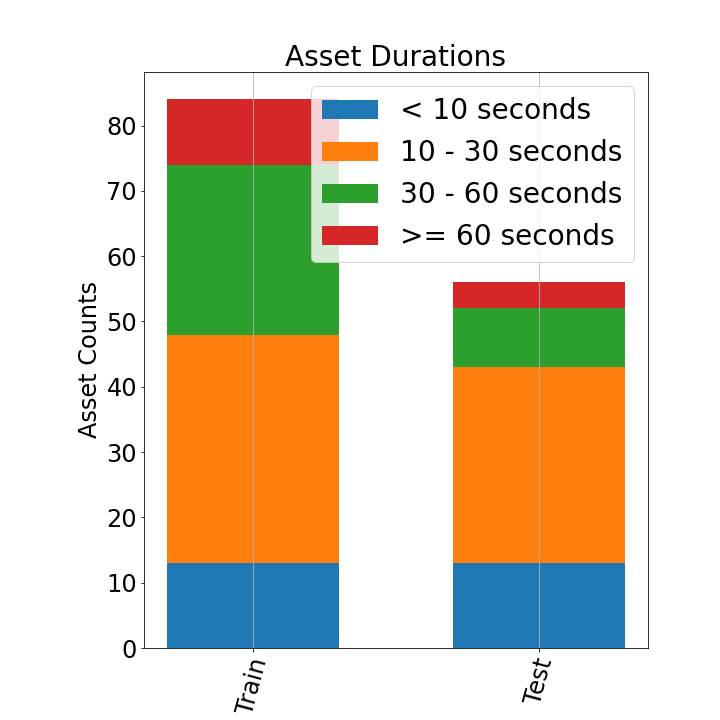 Asset Durations
< 10 seconds
10 - 30 seconds
30 - 60 seconds
>= 60 seconds
Asset Counts
80
70
60
50
40
30
20
10
0
Train
Test